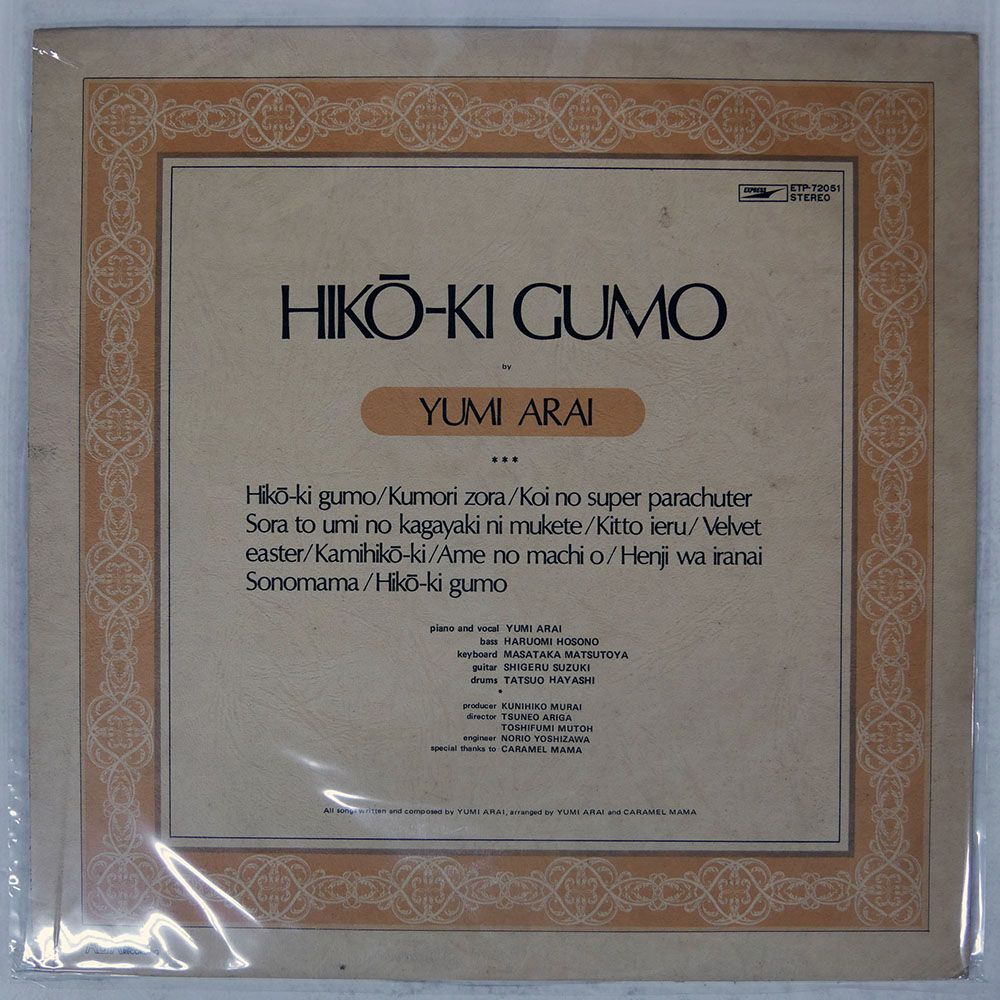 EXPRESS ETP-72051
STEREO
HIKŌ-KI GUMO
by
YUMI ARAI
***
Hikō-ki gumo/Kumori zora/Koi no super parachuter
Sora to umi no kagayaki ni mukete/Kitto ieru/Velvet
easter/Kamihikō-ki/Ame no machi o/Henji wa iranai
Sonomama/Hikō-ki gumo
piano and vocal YUMI ARAI
bass HARUOMI HOSONO
keyboard MASATAKA MATSUTOYA
guitar SHIGERU SUZUKI
drums TATSUO HAYASHI
*
producer KUNIHIKO MURAI
director TSUNEO ARIGA
TOSHIFUMI MUTOH
engineer NORIO YOSHIZAWA
special thanks to CARAMEL MAMA
All songs written and composed by YUMI ARAI, arranged by YUMI ARAI and CARAMEL MAMA